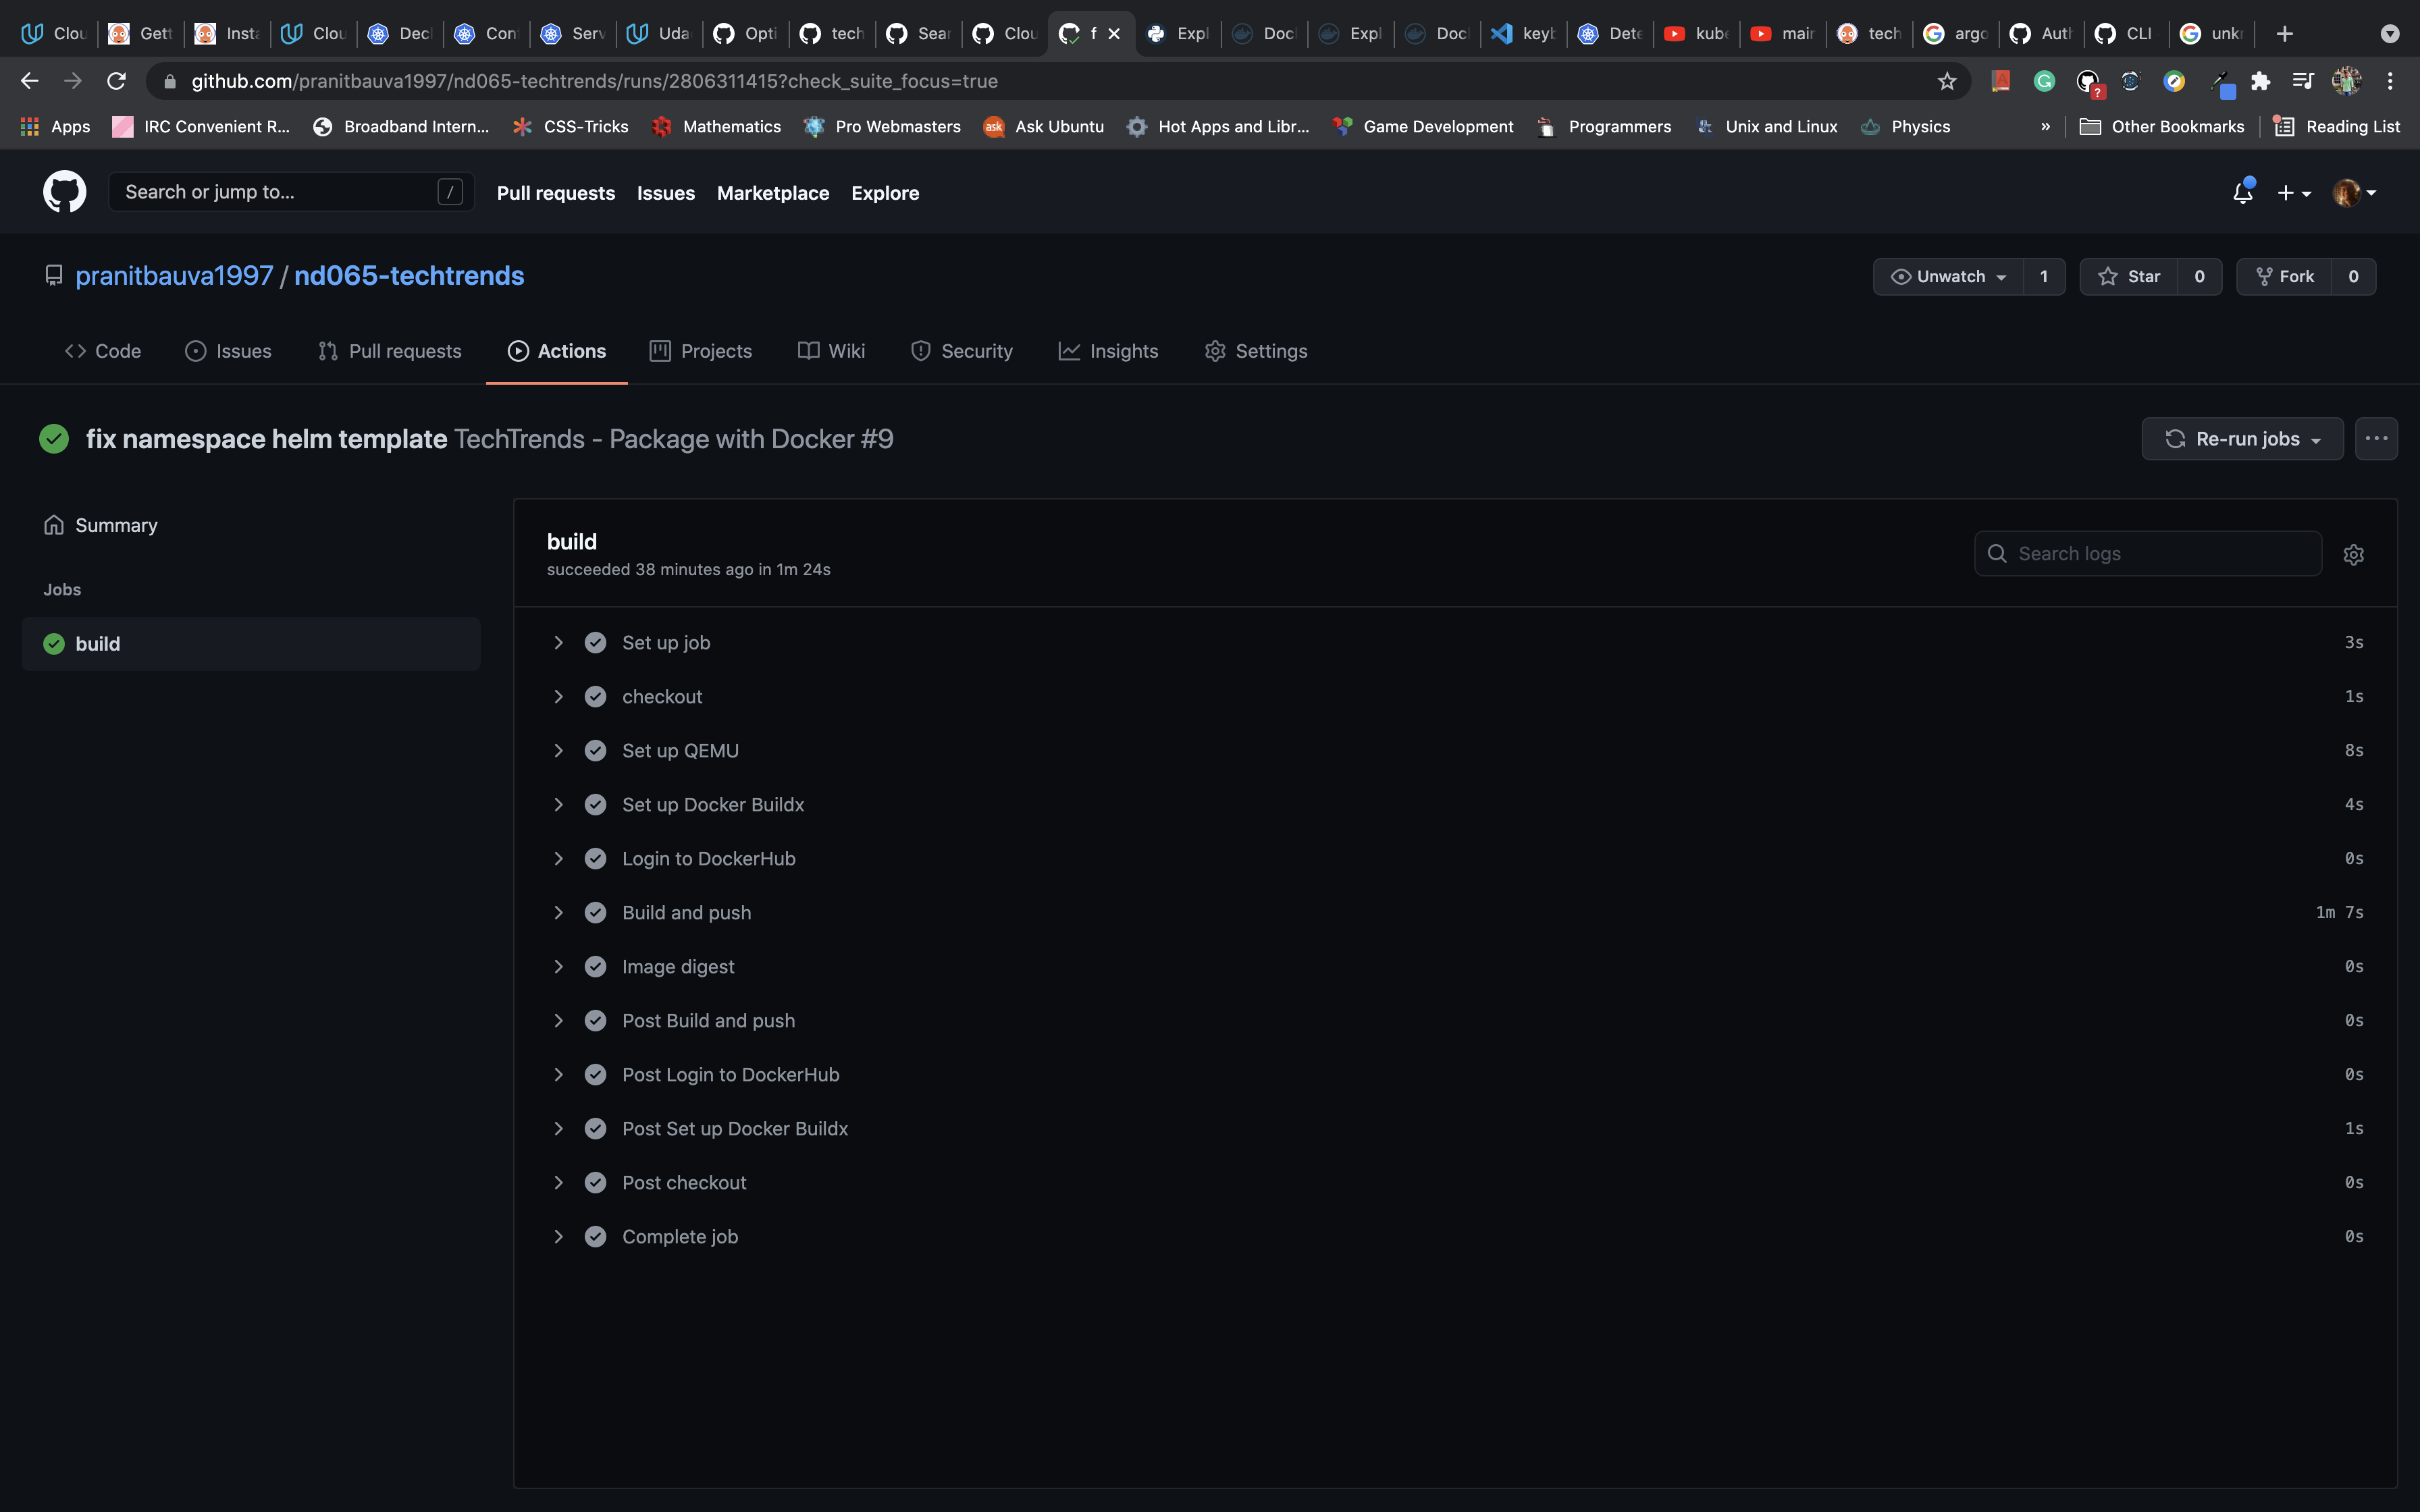 Clou Gett Insta Clou Decl Con Serv Uda Opti tech Sear Clou f Expl Doc Expl Doc keyb Dete kube main tech argo Auth CLI unk
github.com/pranitbauva1997/nd065-techtrends/runs/2806311415?check_suite_focus=true
Apps IRC Convenient R... Broadband Intern... CSS-Tricks Mathematics Pro Webmasters Ask Ubuntu Hot Apps and Libr... Game Development Programmers Unix and Linux Physics » Other Bookmarks Reading List
Search or jump to... / Pull requests Issues Marketplace Explore
pranitbauva1997 / nd065-techtrends Unwatch 1 Star 0 Fork 0
Code Issues Pull requests Actions Projects Wiki Security Insights Settings
fix namespace helm template TechTrends - Package with Docker #9 Re-run jobs
Summary
Jobs
build
build
succeeded 38 minutes ago in 1m 24s
Search logs
Set up job 3s
checkout 1s
Set up QEMU 8s
Set up Docker Buildx 4s
Login to DockerHub 0s
Build and push 1m 7s
Image digest 0s
Post Build and push 0s
Post Login to DockerHub 0s
Post Set up Docker Buildx 1s
Post checkout 0s
Complete job 0s